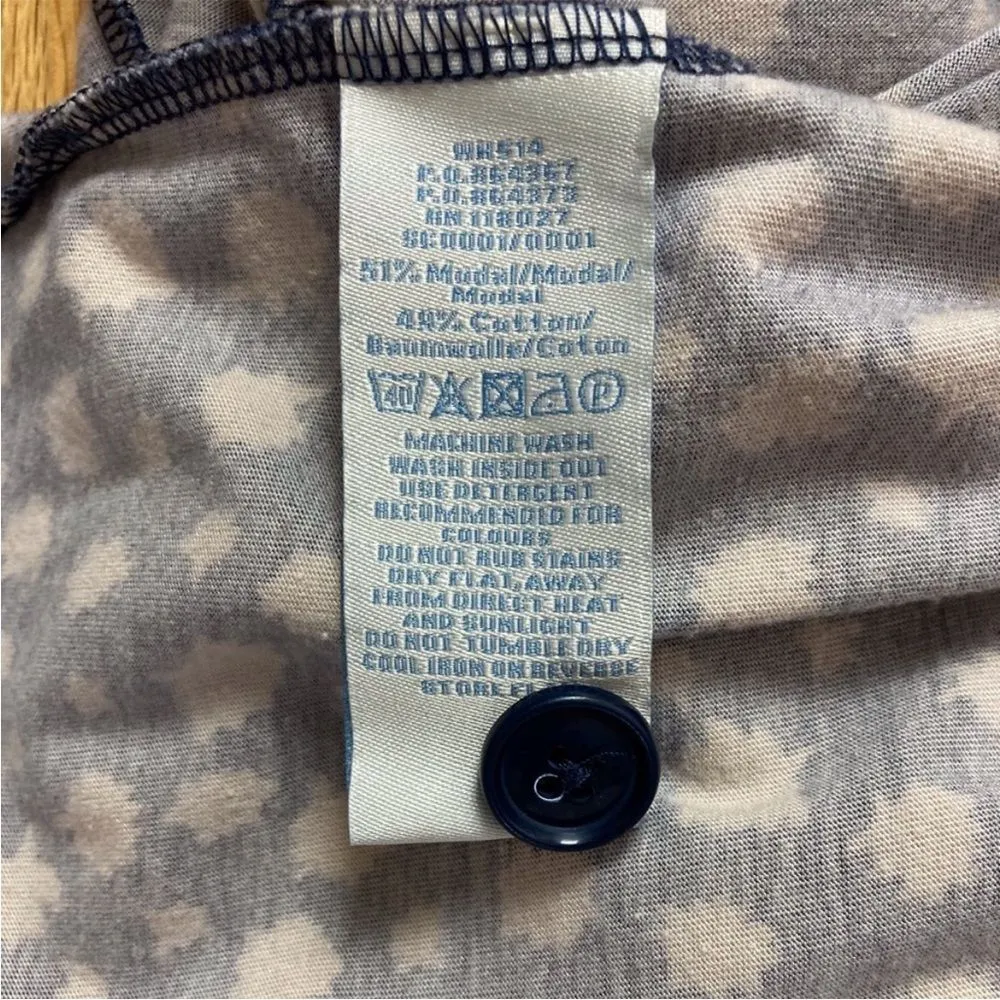 WH514
P.O.864367
P.O.864373
RN 118027
SC0001/0001
51% Modal/Modal/
Modal
49% Cotton/
Baumwolle/Coton
40 P
MACHINE WASH
WASH INSIDE OUT
USE DETERGENT
RECOMMENDED FOR
COLOURS
DO NOT RUB STAINS
DRY FLAT, AWAY
FROM DIRECT HEAT
AND SUNLIGHT
DO NOT TUMBLE DRY
COOL IRON ON REVERSE
STORE